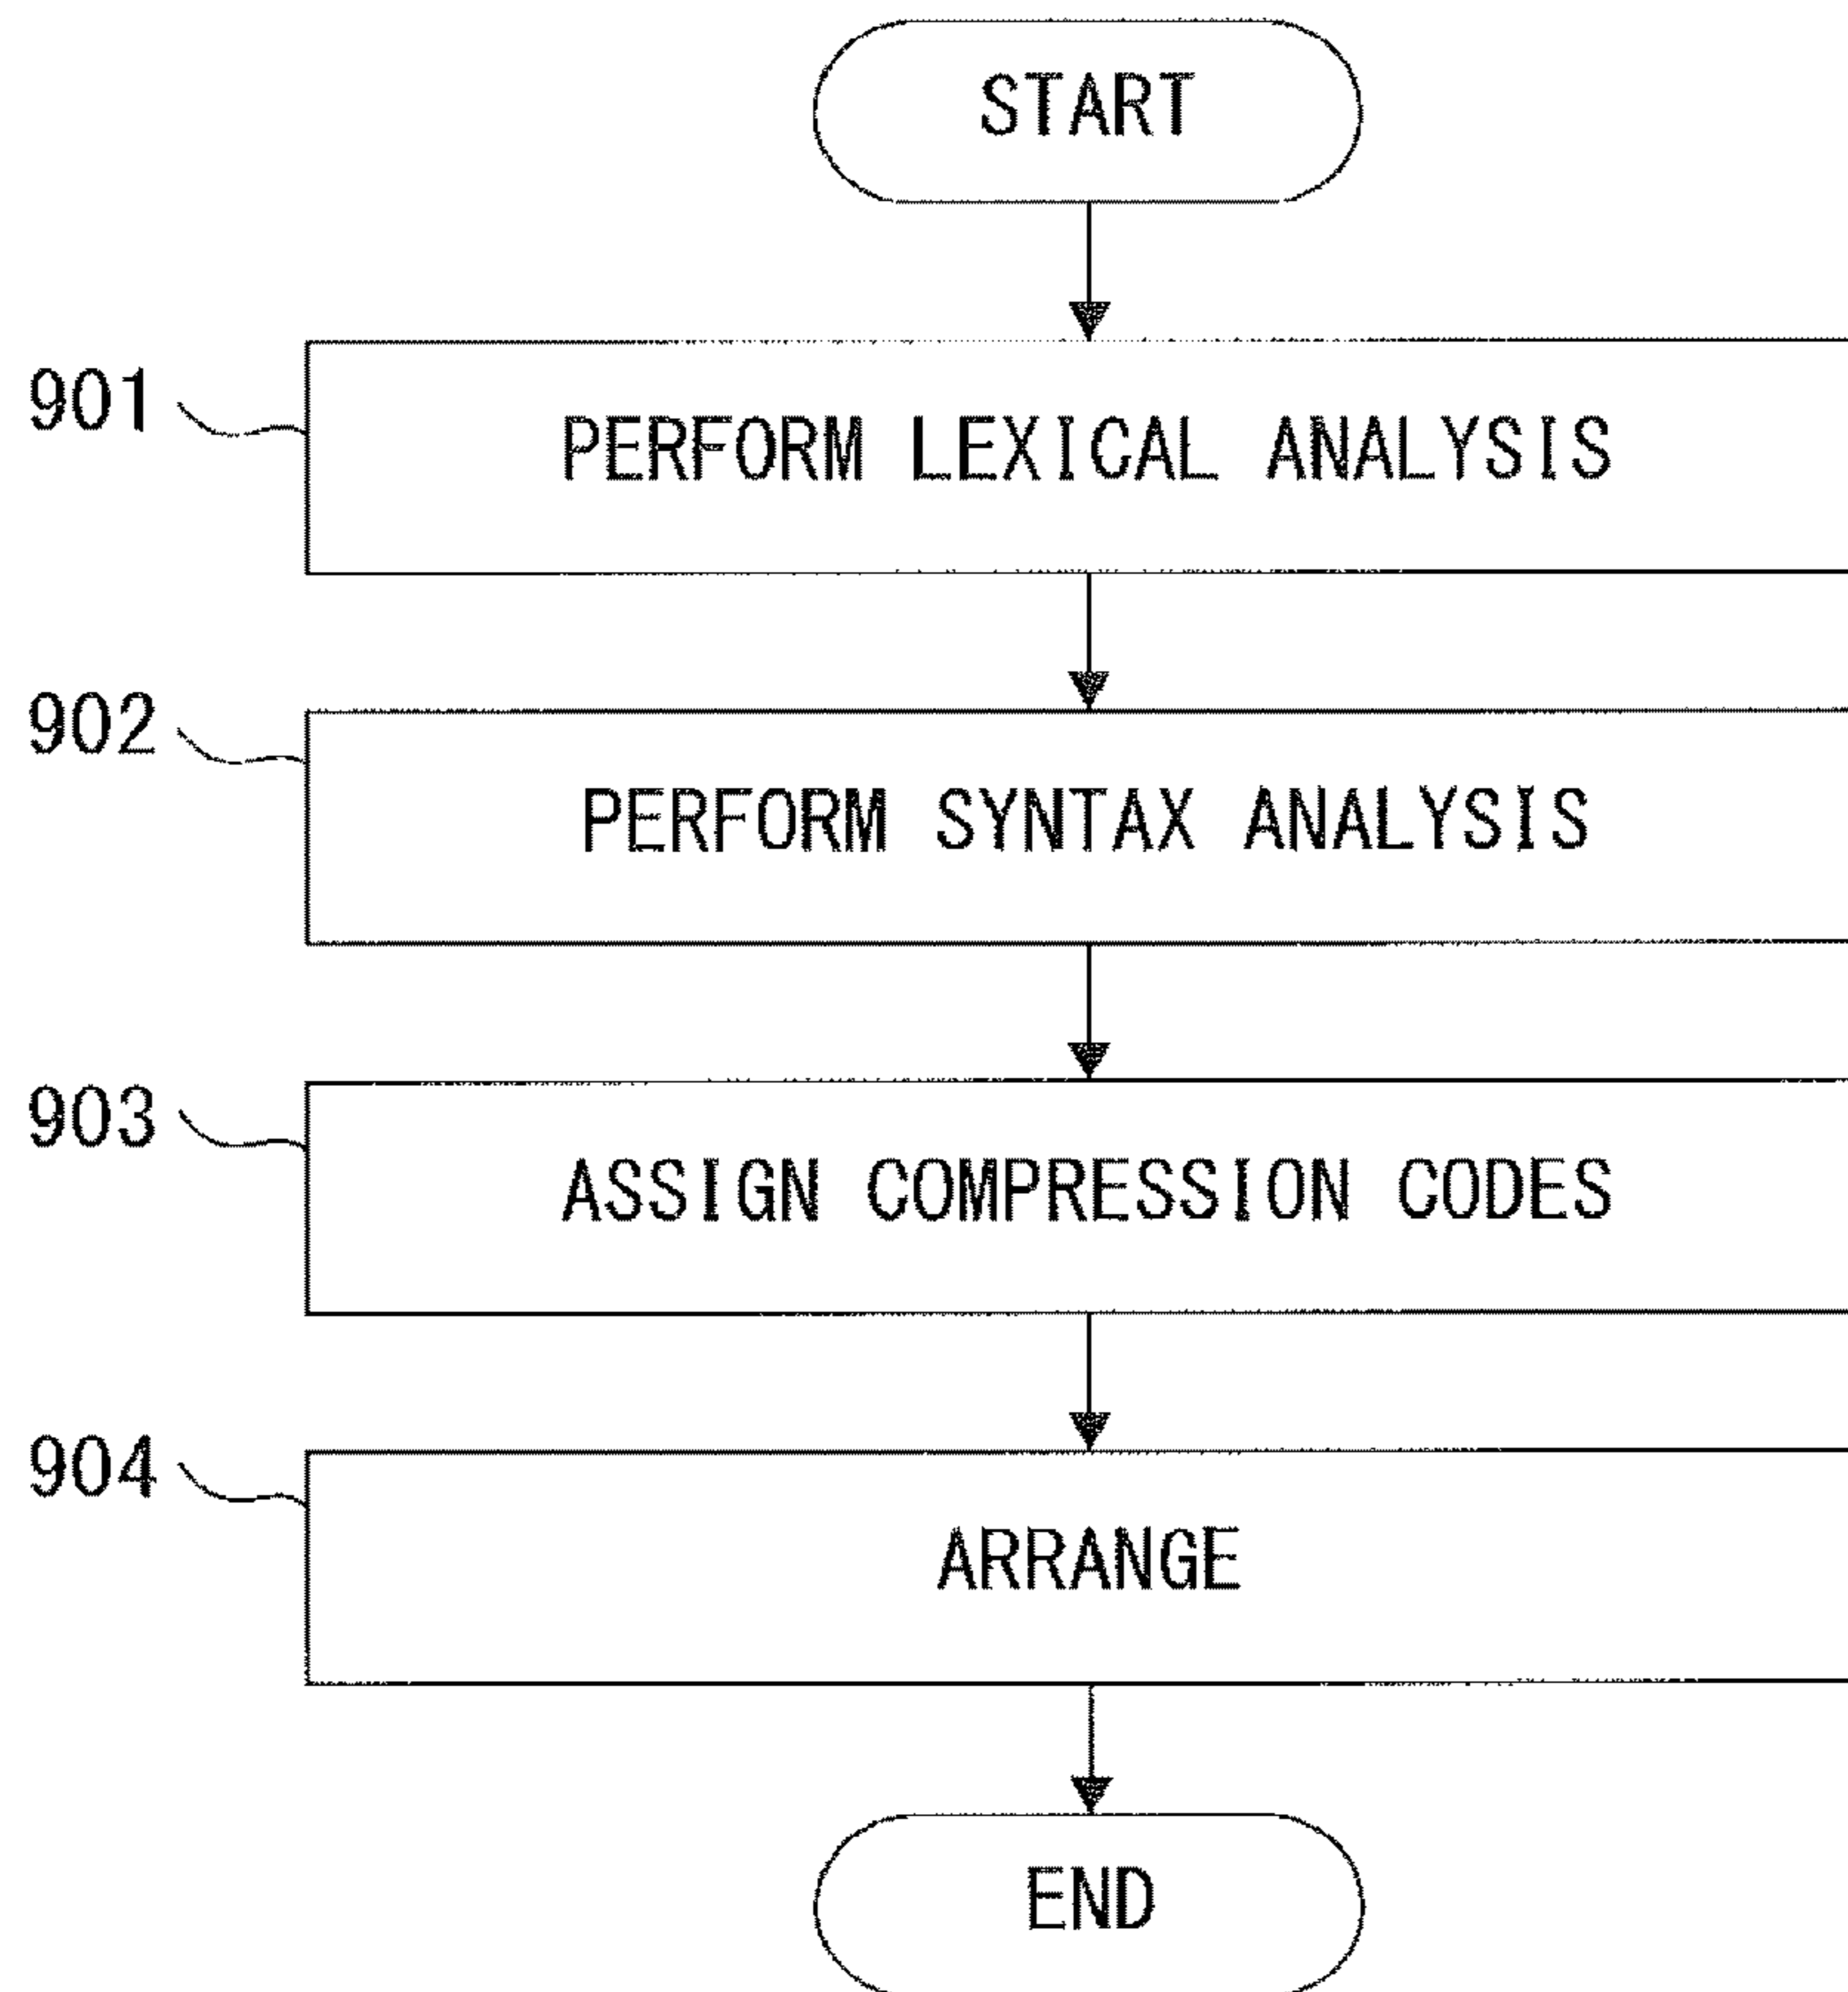 START
901
PERFORM LEXICAL ANALYSIS
902
PERFORM SYNTAX ANALYSIS
903
ASSIGN COMPRESSION CODES
904
ARRANGE
END